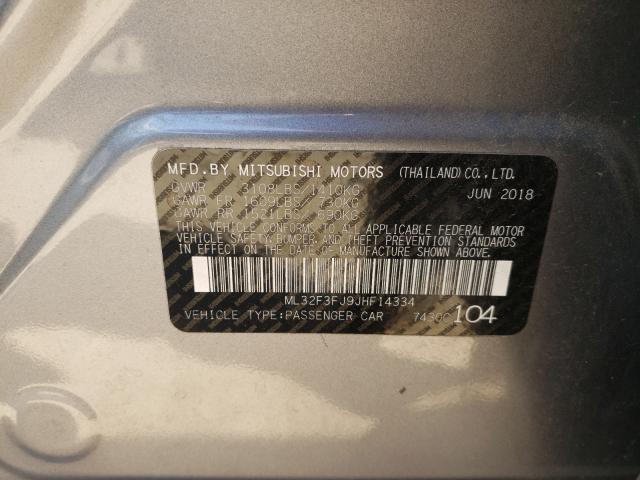 MFD.BY MITSUBISHI MOTORS (THAILAND)CO.,LTD.
GVWR 3108LBS 1410KG JUN 2018
GAWR FR 1609LBS 730KG
GAWR RR 1521LBS 690KG
THIS VEHICLE CONFORMS TO ALL APPLICABLE FEDERAL MOTOR
VEHICLE SAFETY, BUMPER, AND THEFT PREVENTION STANDARDS
IN EFFECT ON THE DATE OF MANUFACTURE SHOWN ABOVE.
ML32F3FJ9JHF14334
VEHICLE TYPE:PASSENGER CAR 104